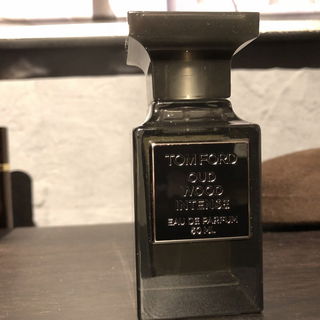 TOM FORD
OUD
WOOD
INTENSE
EAU DE PARFUM
50 ML